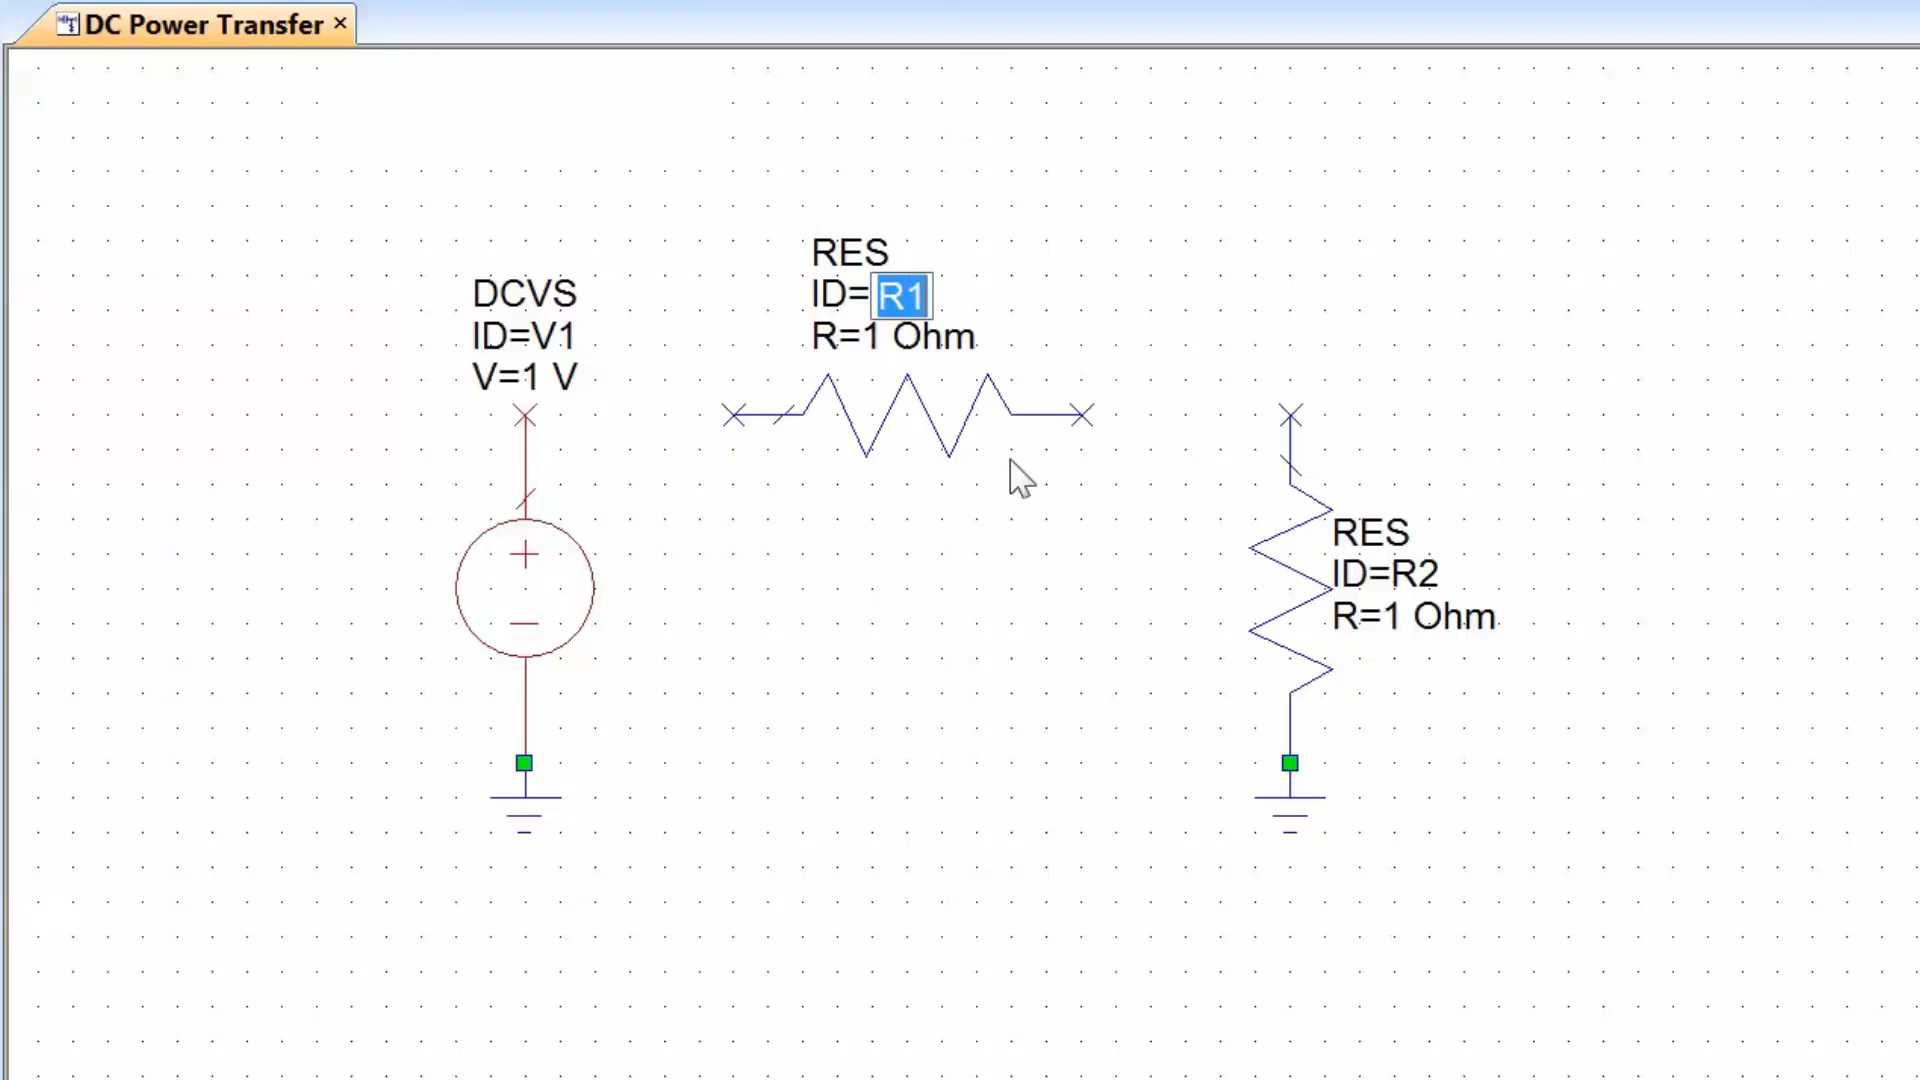 DC Power Transfer
RES
ID=R1
R=1 Ohm
DCVS
ID=V1
V=1 V
RES
ID=R2
R=1 Ohm